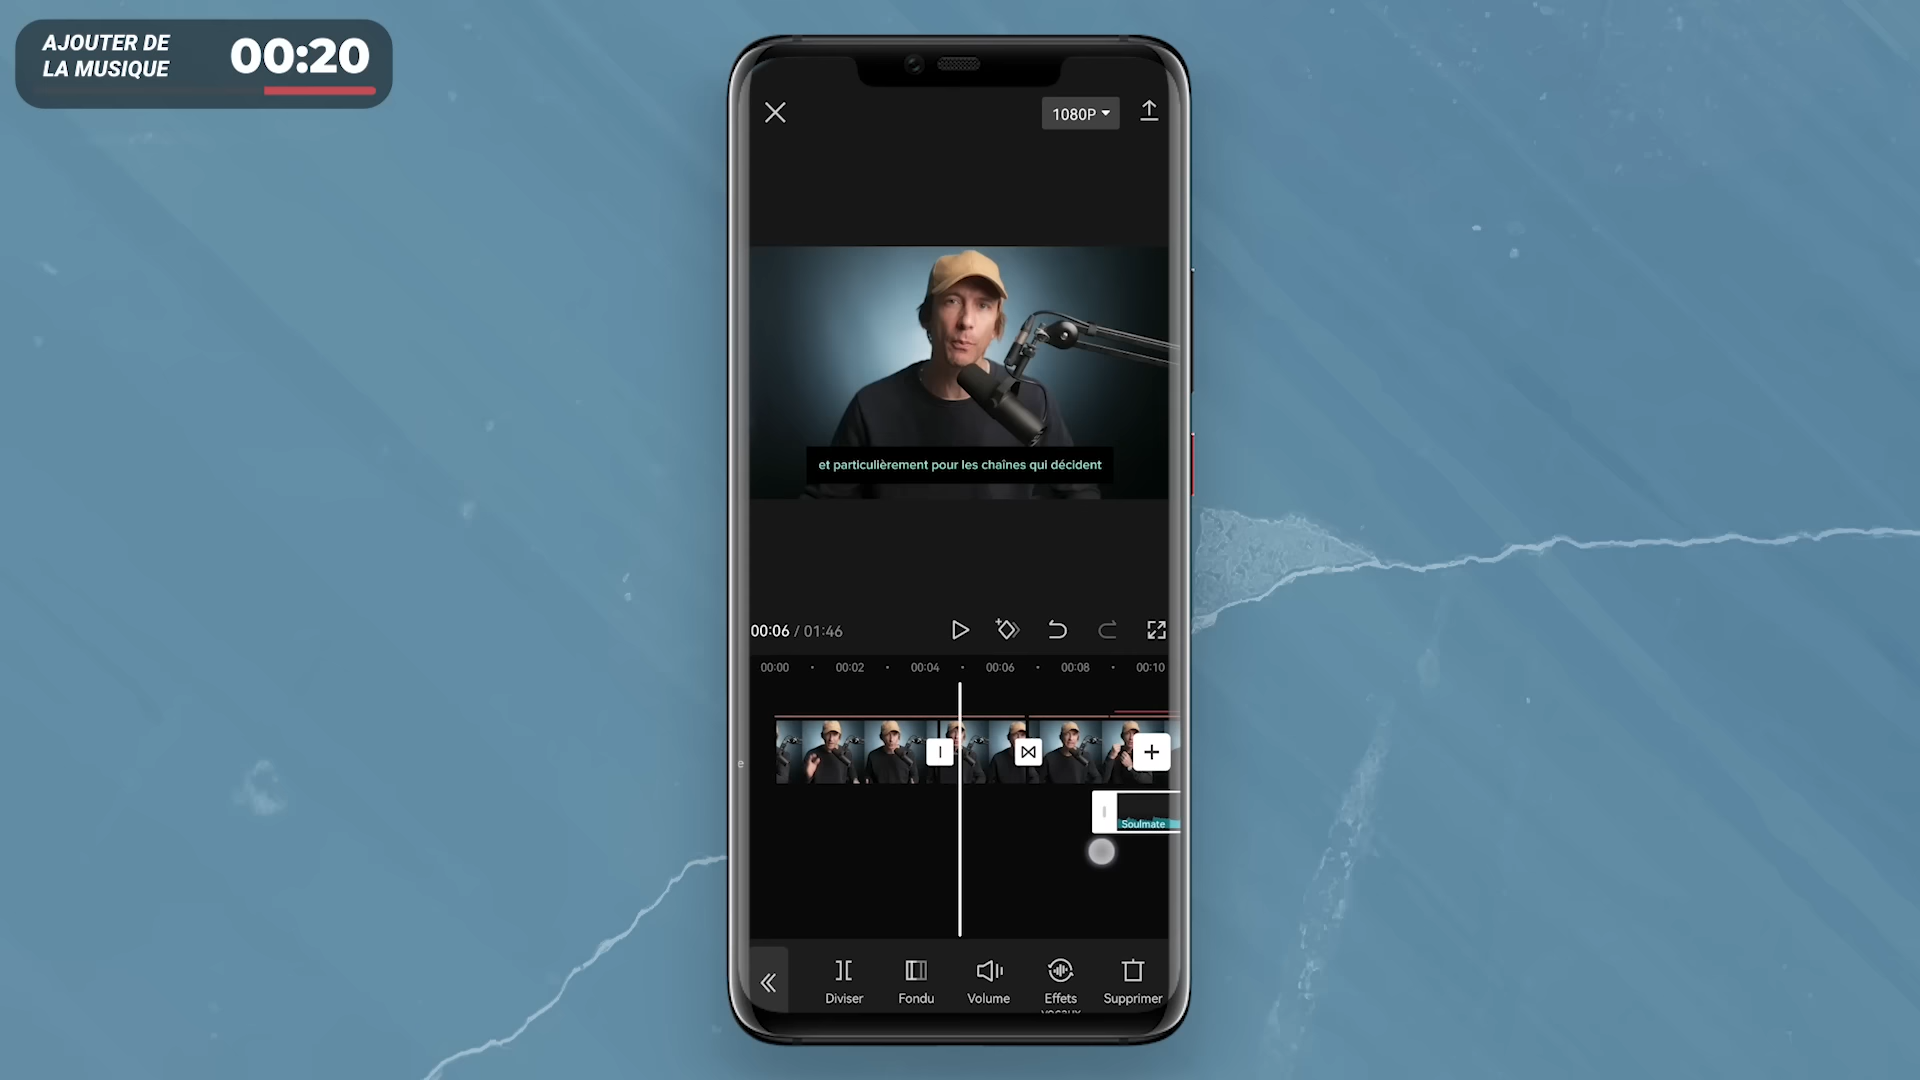 AJOUTER DE
LA MUSIQUE
00:20
1080P
et particulièrement pour les chaînes qui décident
00:06 / 01:46
00:00 00:02 00:04 00:06 00:08 00:10
e
Soulmate
Diviser Fondu Volume Effets Supprimer
vocaux